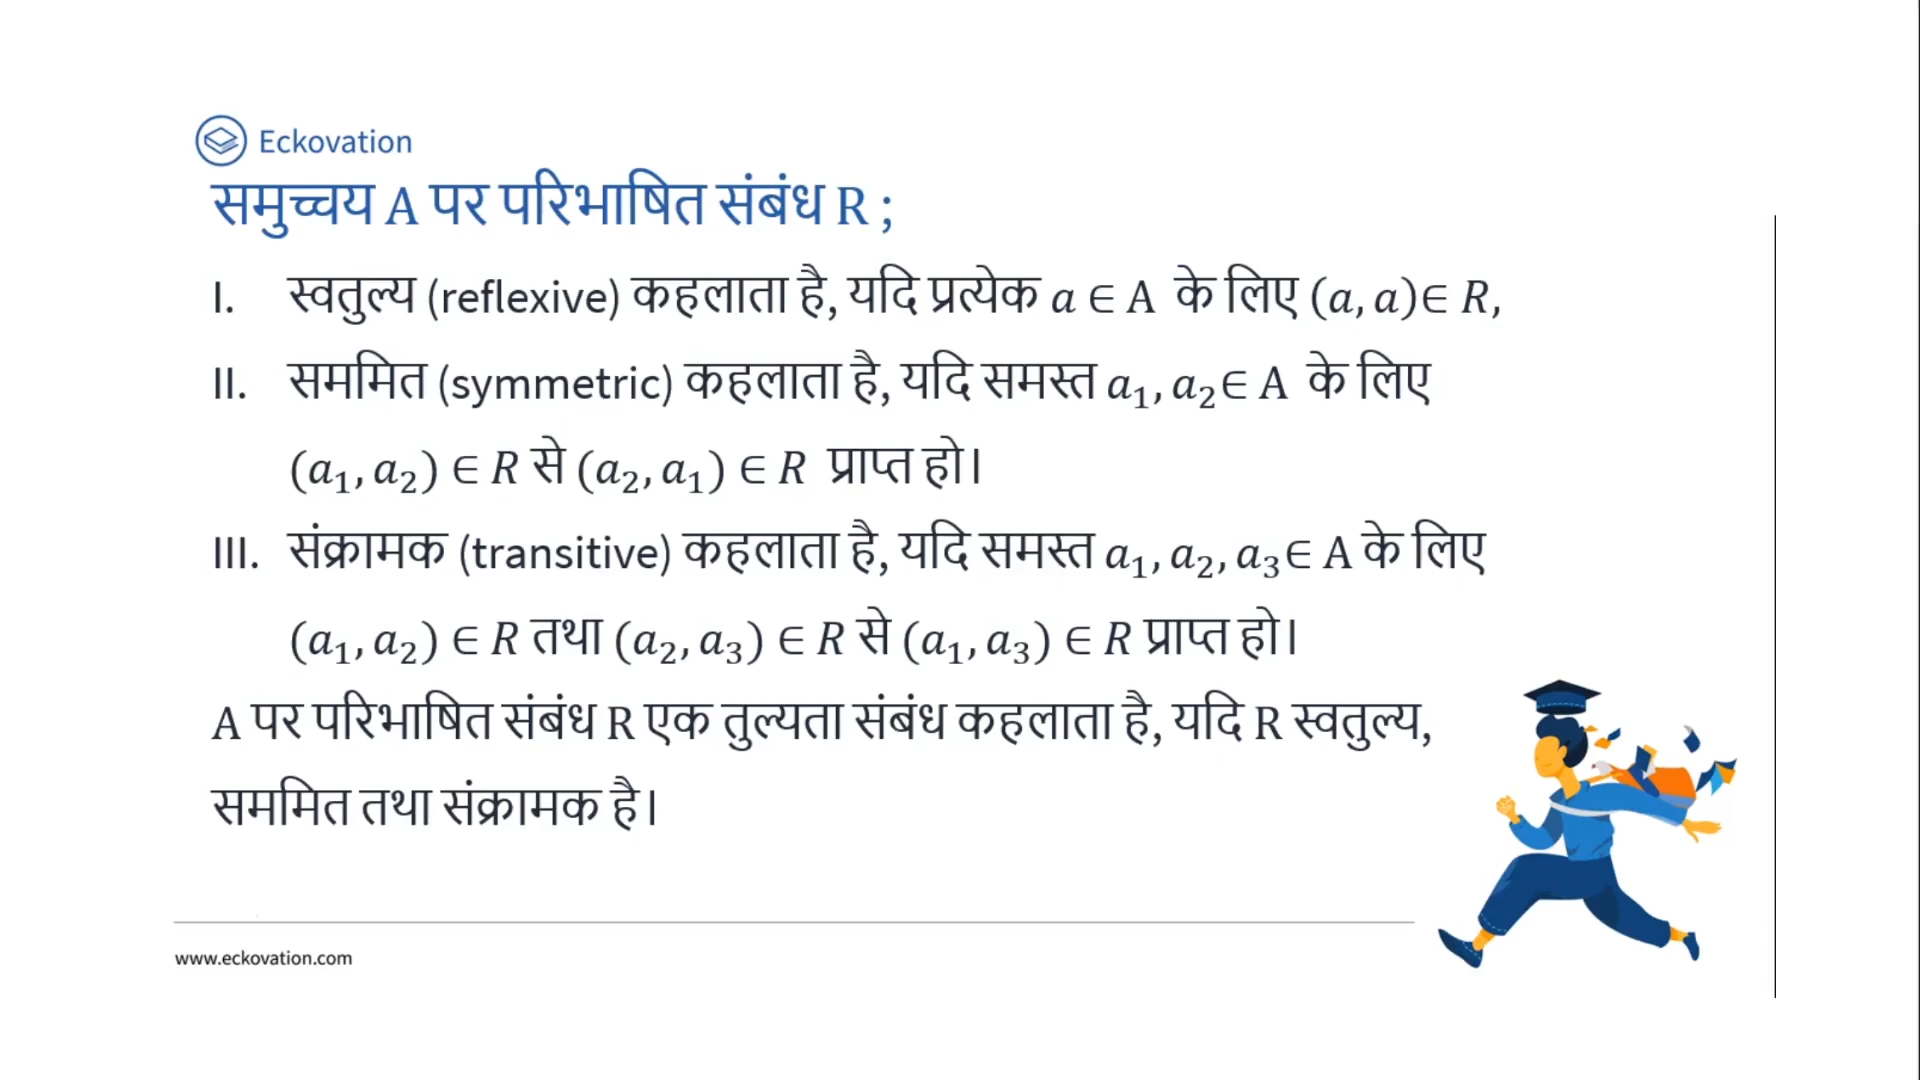 Eckovation
समुच्चय A पर परिभाषित संबंध R ;
I. स्वतुल्य (reflexive) कहलाता है, यदि प्रत्येक a ∈ A के लिए (a, a)∈ R,
II. सममित (symmetric) कहलाता है, यदि समस्त a₁, a₂∈ A के लिए
(a₁, a₂) ∈ R से (a₂, a₁) ∈ R प्राप्त हो।
III. संक्रामक (transitive) कहलाता है, यदि समस्त a₁, a₂, a₃∈ A के लिए
(a₁, a₂) ∈ R तथा (a₂, a₃) ∈ R से (a₁, a₃) ∈ R प्राप्त हो।
A पर परिभाषित संबंध R एक तुल्यता संबंध कहलाता है, यदि R स्वतुल्य,
सममित तथा संक्रामक है।
www.eckovation.com